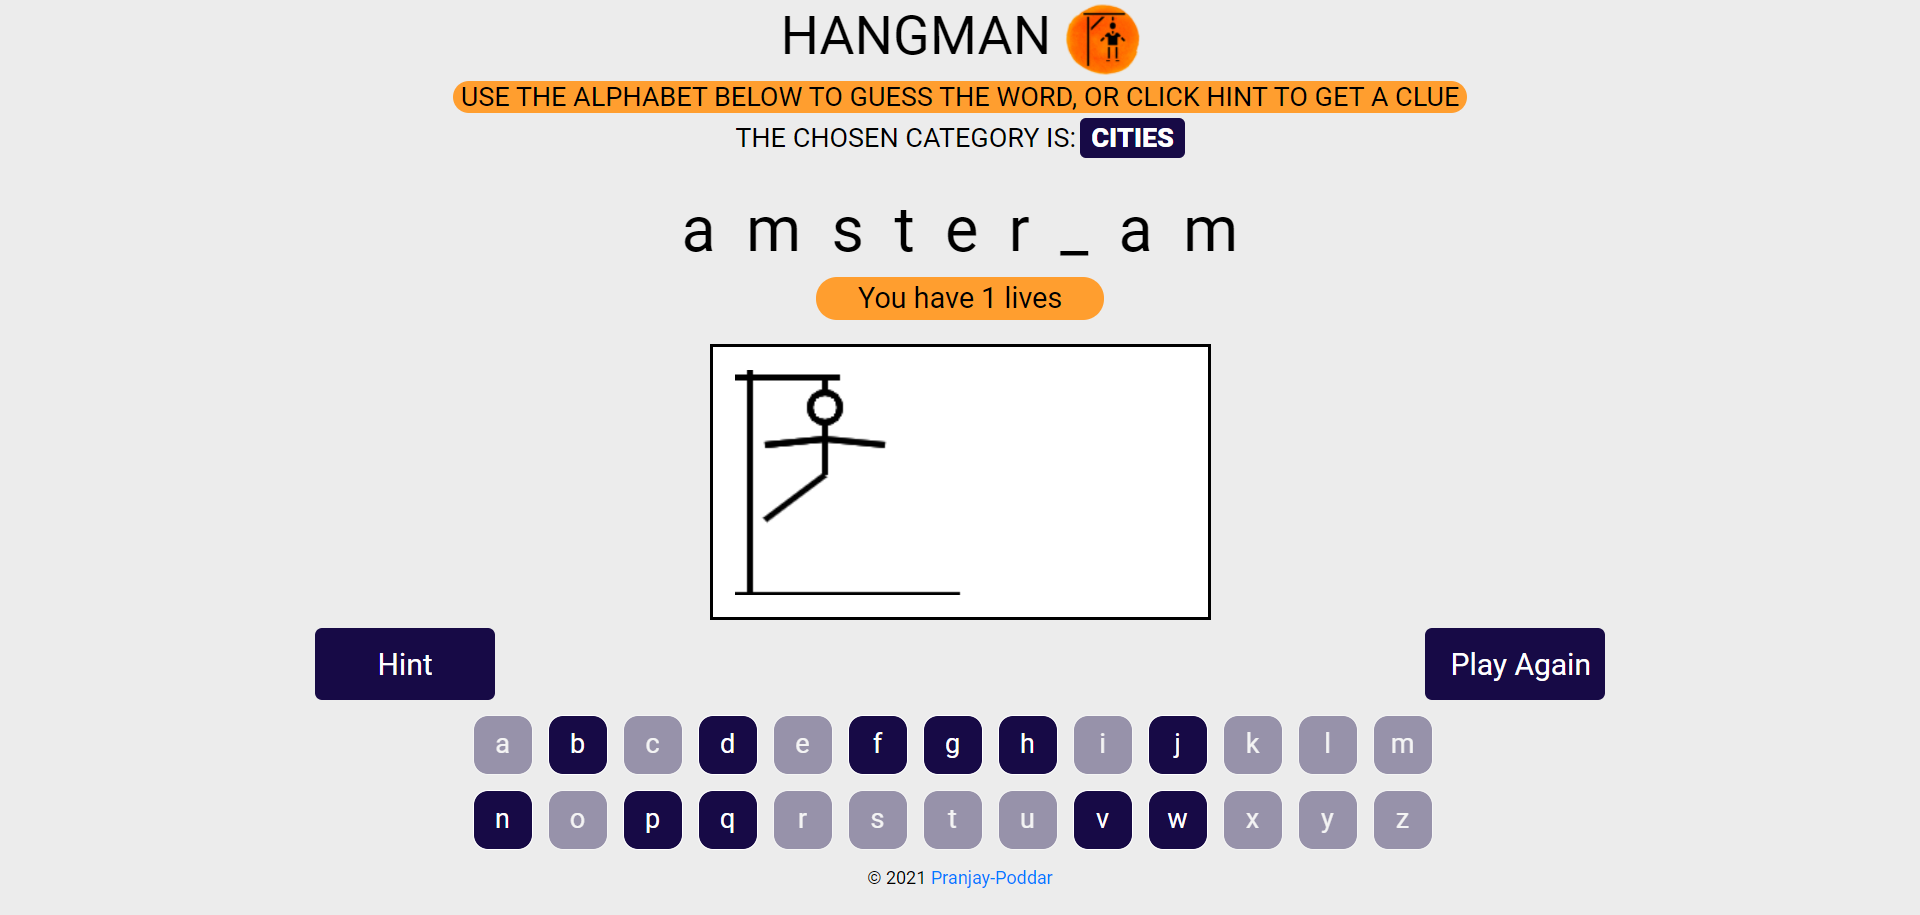 HANGMAN
USE THE ALPHABET BELOW TO GUESS THE WORD, OR CLICK HINT TO GET A CLUE
THE CHOSEN CATEGORY IS: CITIES
a m s t e r _ a m
You have 1 lives
Hint
Play Again
a b c d e f g h i j k l m
n o p q r s t u v w x y z
© 2021 Pranjay-Poddar